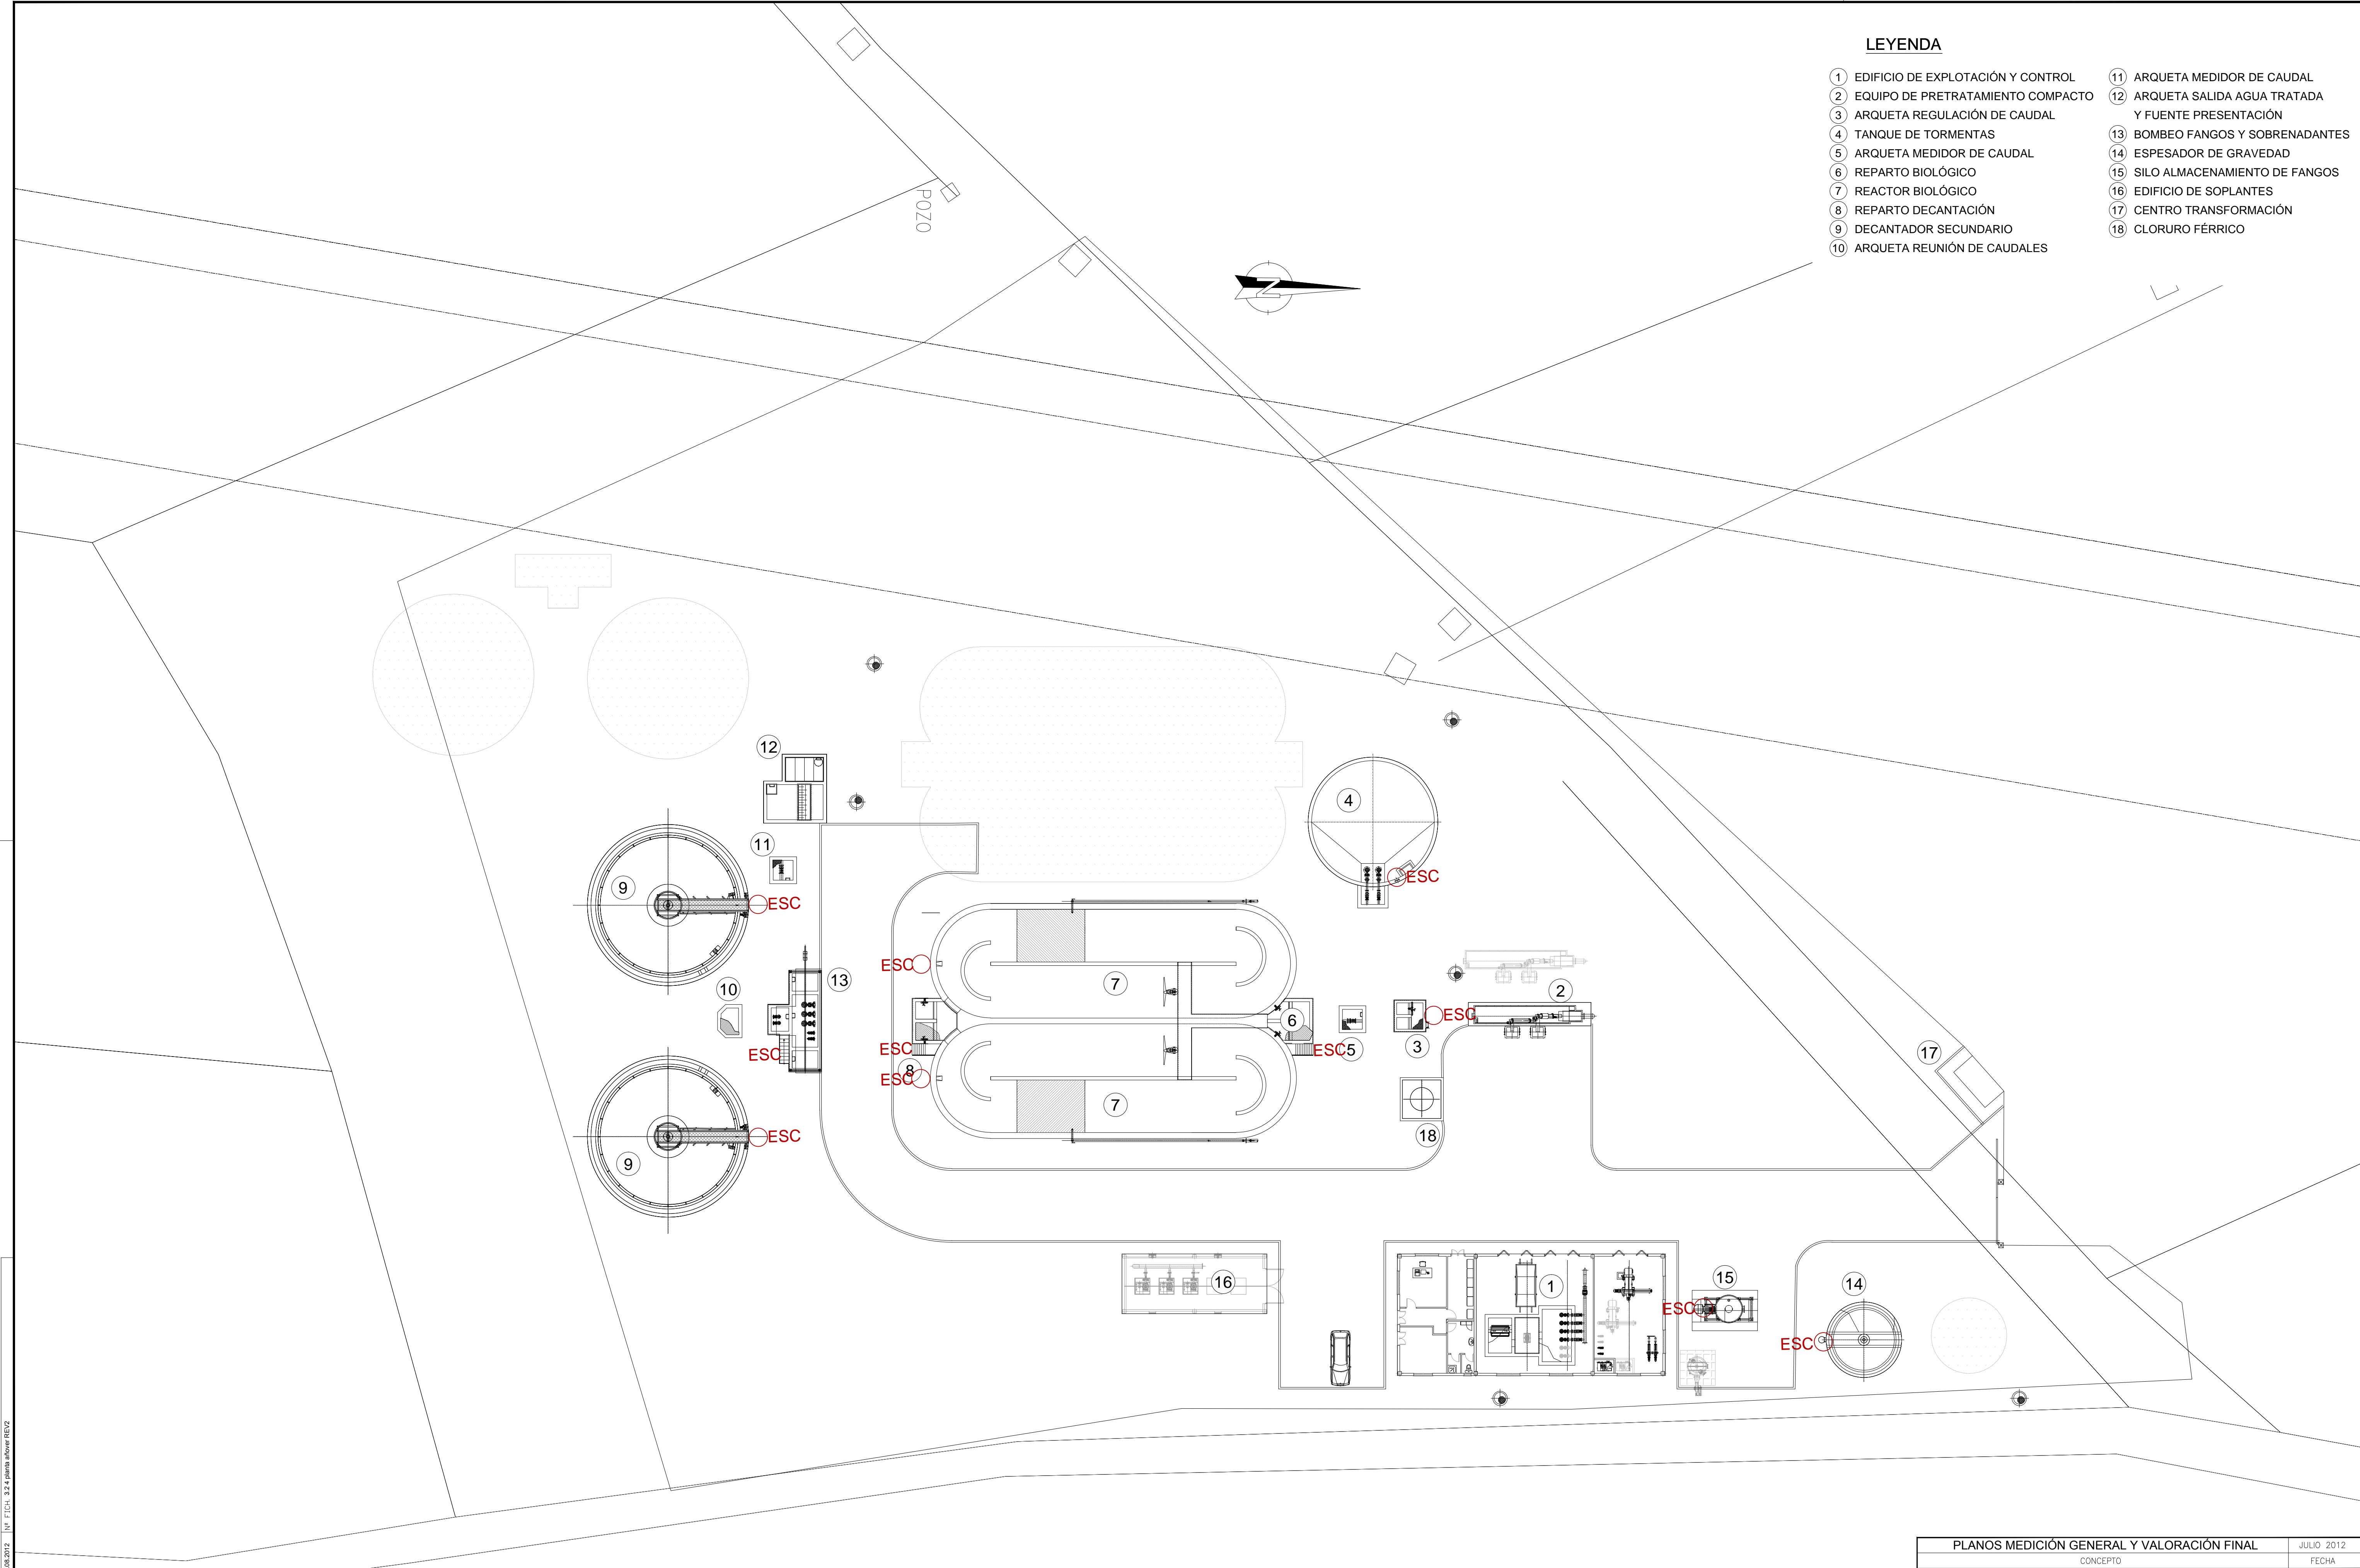 LEYENDA
1 EDIFICIO DE EXPLOTACIÓN Y CONTROL
2 EQUIPO DE PRETRATAMIENTO COMPACTO
3 ARQUETA REGULACIÓN DE CAUDAL
4 TANQUE DE TORMENTAS
5 ARQUETA MEDIDOR DE CAUDAL
6 REPARTO BIOLÓGICO
7 REACTOR BIOLÓGICO
8 REPARTO DECANTACIÓN
9 DECANTADOR SECUNDARIO
10 ARQUETA REUNIÓN DE CAUDALES
11 ARQUETA MEDIDOR DE CAUDAL
12 ARQUETA SALIDA AGUA TRATADA
Y FUENTE PRESENTACIÓN
13 BOMBEO FANGOS Y SOBRENADANTES
14 ESPESADOR DE GRAVEDAD
15 SILO ALMACENAMIENTO DE FANGOS
16 EDIFICIO DE SOPLANTES
17 CENTRO TRANSFORMACIÓN
18 CLORURO FÉRRICO
POZO
N
12
4
11
ESC
9
ESC
ESC
13
7
10
2
6
ESC
3
ESC
ESC
ESC 5
17
8
ESC
7
18
ESC
9
16
1
15
14
ESC
ESC
PLANOS MEDICIÓN GENERAL Y VALORACIÓN FINAL
JULIO 2012
CONCEPTO
FECHA
.08.2012
Nª FICH. 3.2 4 planta añover REV2